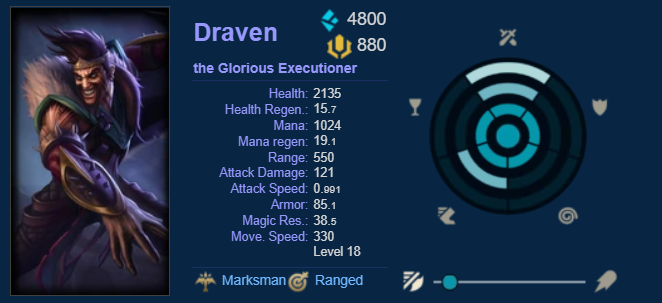 Draven
4800
880
the Glorious Executioner
Health: 2135
Health Regen.: 15.7
Mana: 1024
Mana regen: 19.1
Range: 550
Attack Damage: 121
Attack Speed: 0.991
Armor: 85.1
Magic Res.: 38.5
Move. Speed: 330
Level 18
Marksman Ranged